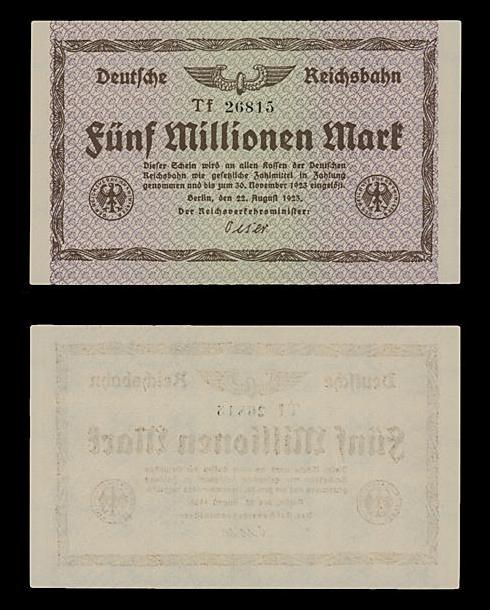 Deutsche Reichsbahn
Tf 26815
Fünf Millionen Mark
Dieser Schein wird an allen Kassen der Deutschen
Reichsbahn wie gesetzliche Zahlmittel in Zahlung
genommen und bis zum 30. November 1923 eingelöst.
Berlin, den 22. August 1923.
Der Reichsverkehrsminister:
Oeser